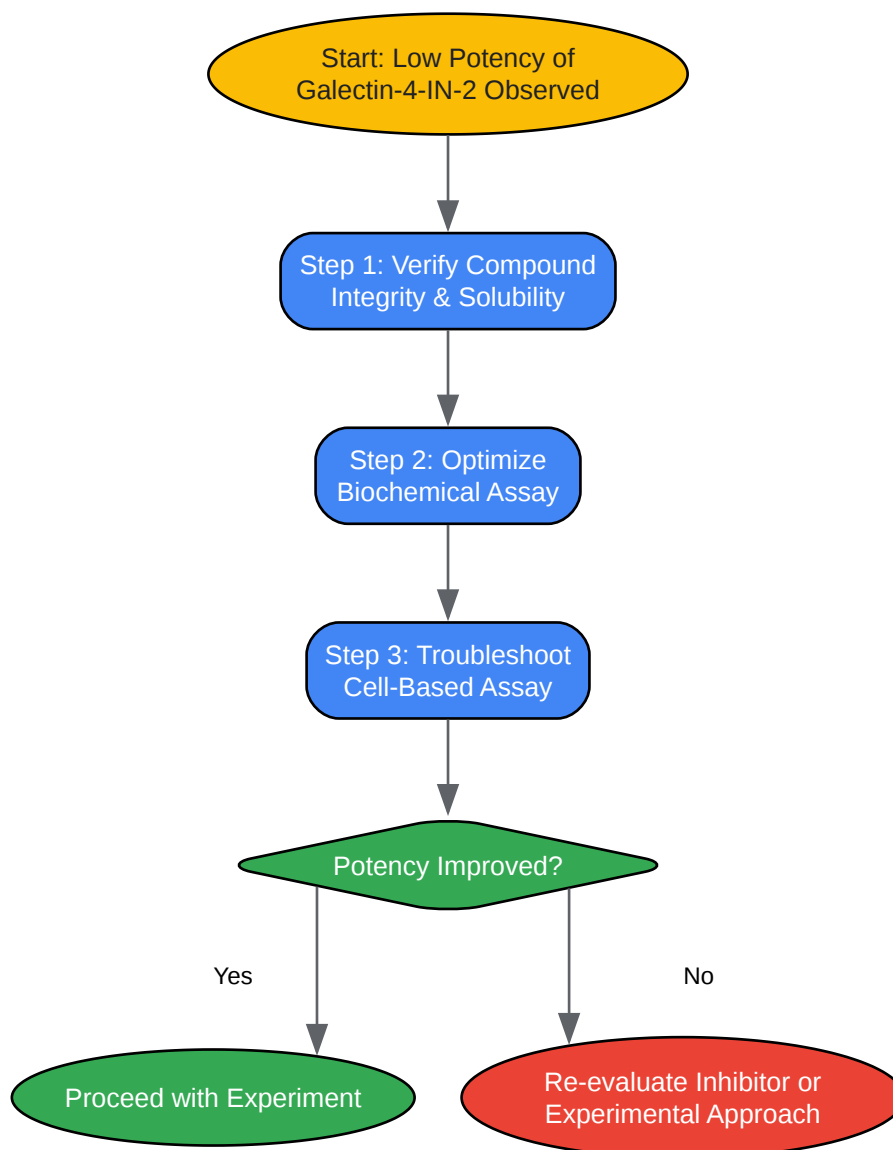 Start: Low Potency of
Galectin-4-IN-2 Observed
Step 1: Verify Compound
Integrity & Solubility
Step 2: Optimize
Biochemical Assay
Step 3: Troubleshoot
Cell-Based Assay
Potency Improved?
Yes
No
Proceed with Experiment
Re-evaluate Inhibitor or
Experimental Approach